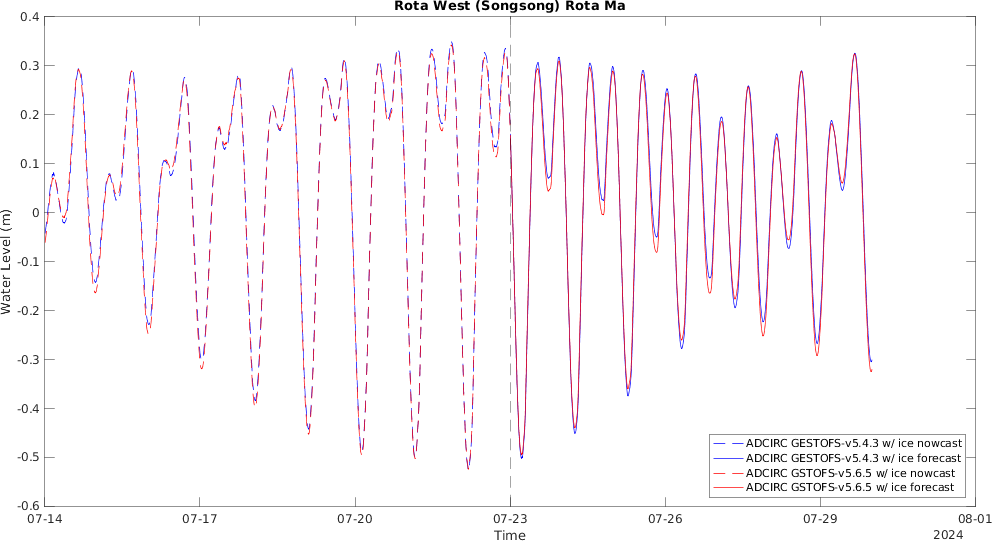 Rota West (Songsong) Rota Ma
0.4
0.3
0.2
0.1
0
-0.1
-0.2
-0.3
-0.4
-0.5
-0.6
Water Level (m)
07-14 07-17 07-20 07-23 07-26 07-29 08-01
Time
2024
ADCIRC GESTOFS-v5.4.3 w/ ice nowcast
ADCIRC GESTOFS-v5.4.3 w/ ice forecast
ADCIRC GSTOFS-v5.6.5 w/ ice nowcast
ADCIRC GSTOFS-v5.6.5 w/ ice forecast